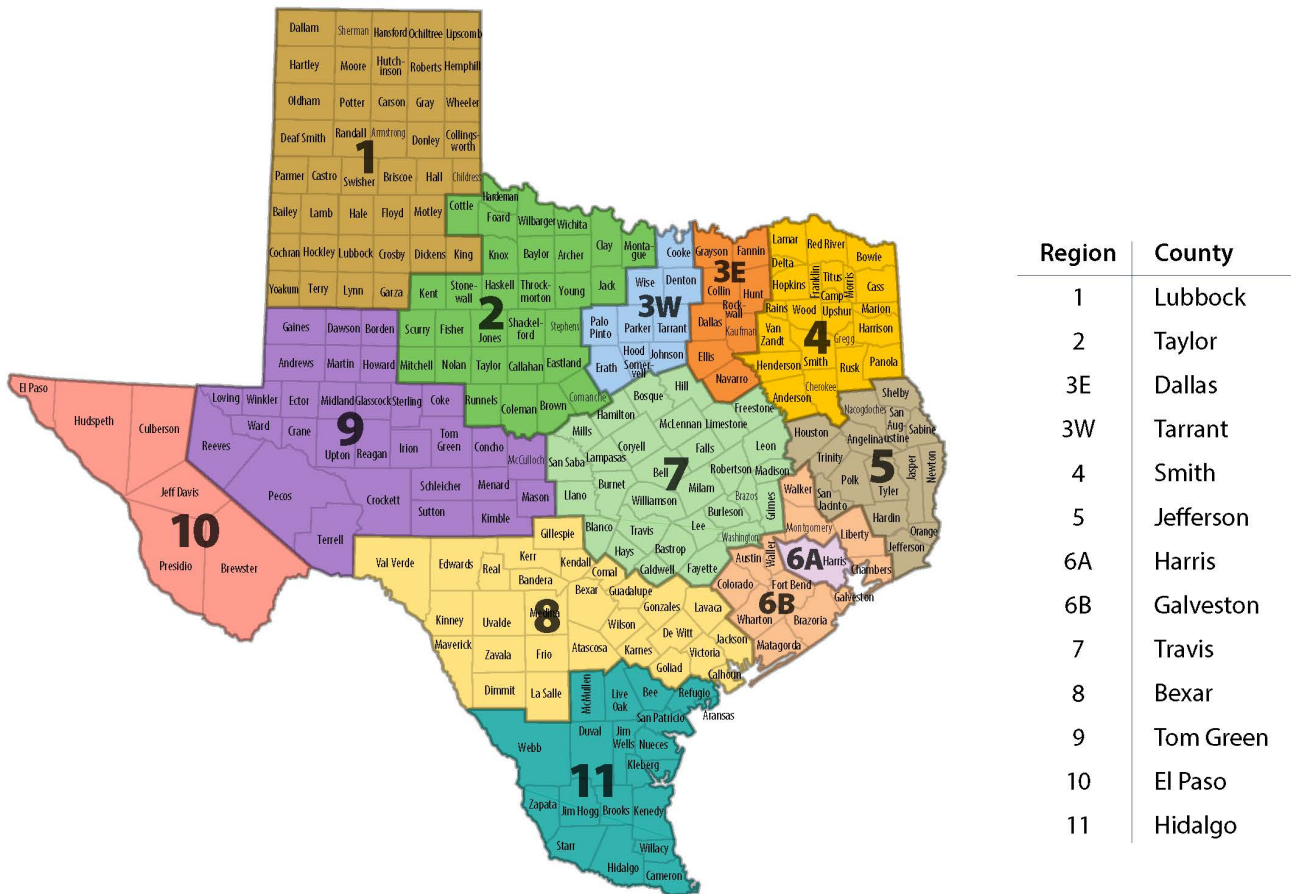 Dallam Sherman Hansford Ochiltree Lipscomb
Hartley Moore Hutch-
inson Roberts Hemphill
Oldham Potter Carson Gray Wheeler
Deaf Smith Randall Armstrong Donley Collings-
worth
1
Parmer Castro Swisher Briscoe Hall Childress
Bailey Lamb Hale Floyd Motley
Cochran Hockley Lubbock Crosby Dickens King
Yoakum Terry Lynn Garza
Cottle Hardeman
Foard Wilbarger Wichita
Knox Baylor Archer Clay Monta-
gue
Kent Stone-
wall Haskell Throck-
morton Young Jack
2
Scurry Fisher Jones Shackel-
ford Stephens
Mitchell Nolan Taylor Callahan Eastland
Runnels Coleman Brown Comanche
Cooke
Wise Denton
3W
Palo
Pinto Parker Tarrant
Hood Johnson
Erath Somer-
vell
Grayson Fannin
3E
Collin Hunt
Rock-
wall
Dallas Kaufman
Ellis
Navarro
Lamar Red River Bowie
Delta
Hopkins Franklin Titus Morris Cass
Camp
Rains Wood Upshur Marion
Van
Zandt 4 Gregg Harrison
Henderson Smith Rusk Panola
Cherokee
Anderson
Shelby
Nacogdoches San
Aug-
ustine Sabine
Houston Angelina
Trinity 5 Jasper Newton
Polk Tyler
San
Jacinto
Hardin
Orange
Jefferson
Gaines Dawson Borden
Andrews Martin Howard
Loving Winkler Ector Midland Glasscock Sterling Coke
Ward Crane 9 Tom
Green Concho
Reeves Upton Reagan Irion McCulloch
Pecos Crockett Schleicher Menard Mason
Sutton Kimble
Terrell
El Paso
Hudspeth Culberson
Jeff Davis
10
Presidio Brewster
Hill
Bosque Freestone
Hamilton McLennan Limestone
Mills Coryell Falls Leon
San Saba Lampasas Bell 7 Robertson Madison
Llano Burnet Milam Brazos Grimes
Williamson Burleson
Blanco Travis Lee Washington
Hays Bastrop
Caldwell Fayette
Walker
Montgomery Liberty
Austin Waller 6A Harris Chambers
Colorado Fort Bend Galveston
6B
Wharton Brazoria
Matagorda
Gillespie
Val Verde Edwards Real Kerr Kendall Comal
Bandera Bexar Guadalupe
Gonzales Lavaca
Kinney Uvalde Medina 8 Wilson De Witt
Maverick Zavala Frio Atascosa Karnes Victoria Jackson
Goliad Calhoun
Dimmit La Salle
McMullen Live
Oak Bee Refugio
San Patricio Aransas
Webb Duval Jim
Wells Nueces
Kleberg
11
Zapata Jim Hogg Brooks Kenedy
Starr Willacy
Hidalgo Cameron
Region County
1 Lubbock
2 Taylor
3E Dallas
3W Tarrant
4 Smith
5 Jefferson
6A Harris
6B Galveston
7 Travis
8 Bexar
9 Tom Green
10 El Paso
11 Hidalgo